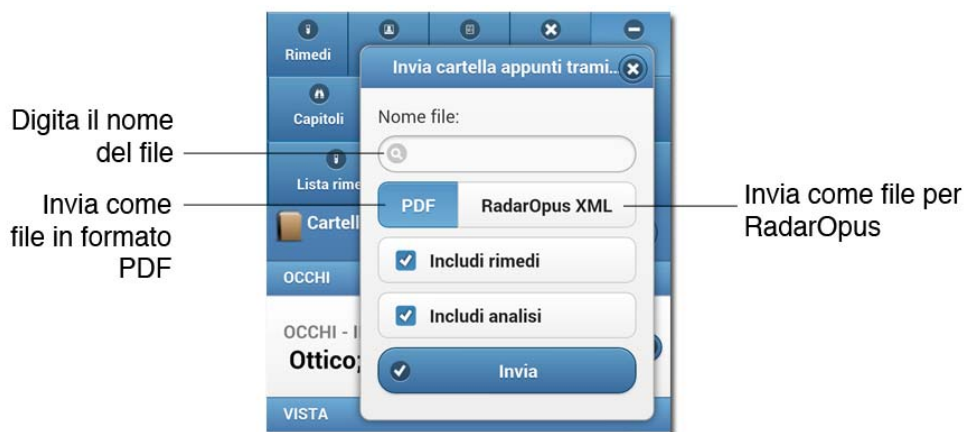 Rimedi
Invia cartella appunti trami...
Capitoli
Nome file:
Digita il nome
del file
Lista rime
Invia come
file in formato
PDF
PDF
RadarOpus XML
Invia come file per
RadarOpus
Cartell
Includi rimedi
OCCHI
Includi analisi
OCCHI - I
Ottico;
Invia
VISTA